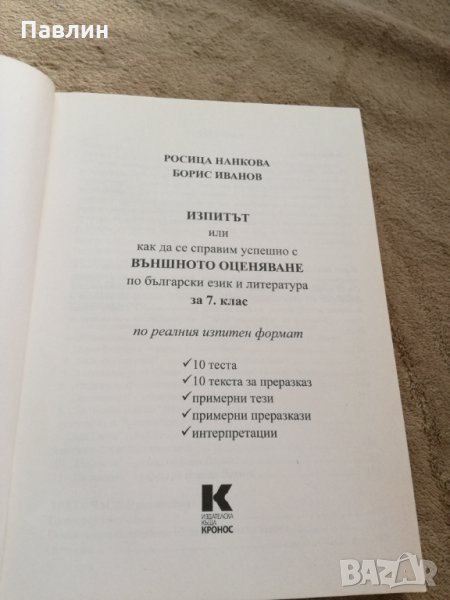 Павлин
РОСИЦА НАНКОВА
БОРИС ИВАНОВ
ИЗПИТЪТ
или
как да се справим успешно с
ВЪНШНОТО ОЦЕНЯВАНЕ
по български език и литература
за 7. клас
по реалния изпитен формат
✓10 теста
✓10 текста за преразказ
✓примерни тези
✓примерни преразкази
✓интерпретации
К
ИЗДАТЕЛСКА
КЪЩА
КРОНОС
BAZAR